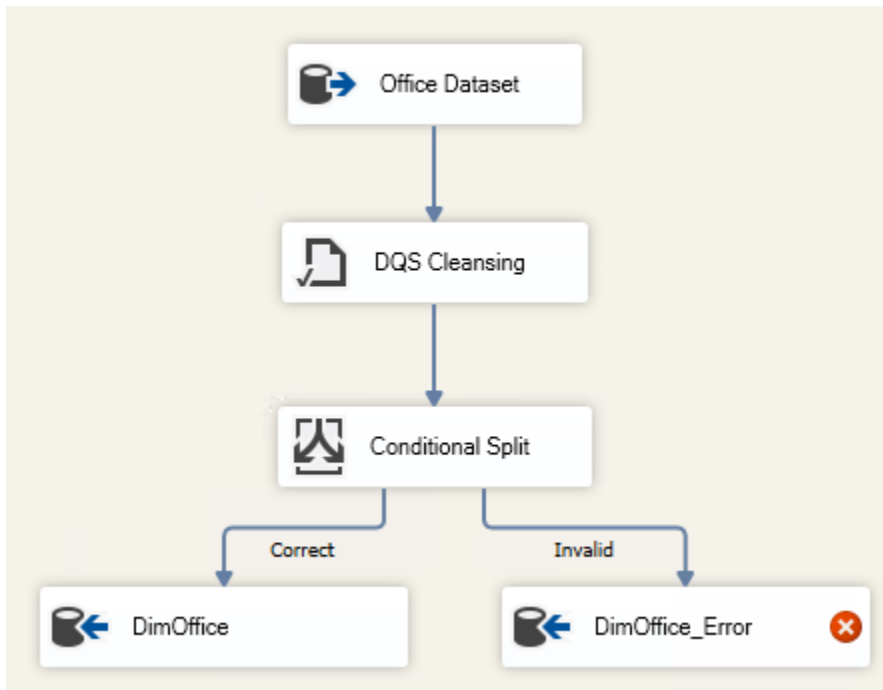 Office Dataset
DQS Cleansing
Conditional Split
Correct
Invalid
DimOffice
DimOffice_Error